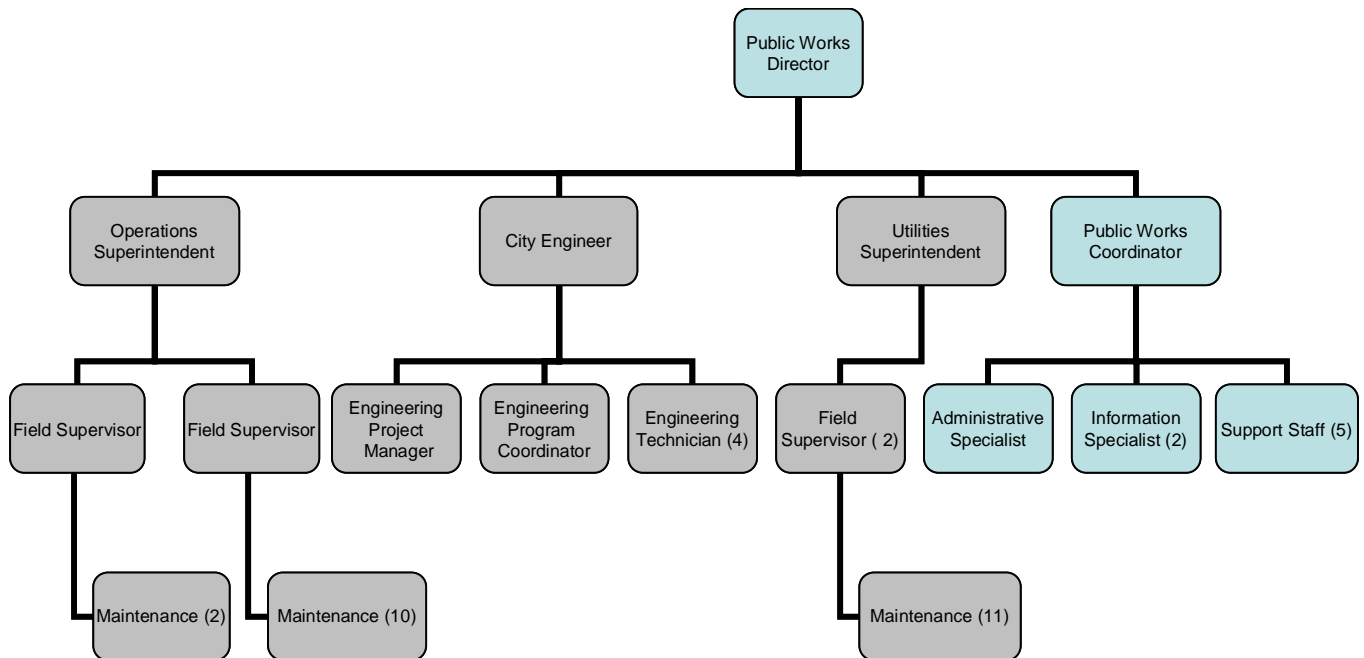 Public Works
Director
Operations
Superintendent
City Engineer
Utilities
Superintendent
Public Works
Coordinator
Field Supervisor
Field Supervisor
Engineering
Project
Manager
Engineering
Program
Coordinator
Engineering
Technician (4)
Field
Supervisor ( 2)
Administrative
Specialist
Information
Specialist (2)
Support Staff (5)
Maintenance (2)
Maintenance (10)
Maintenance (11)